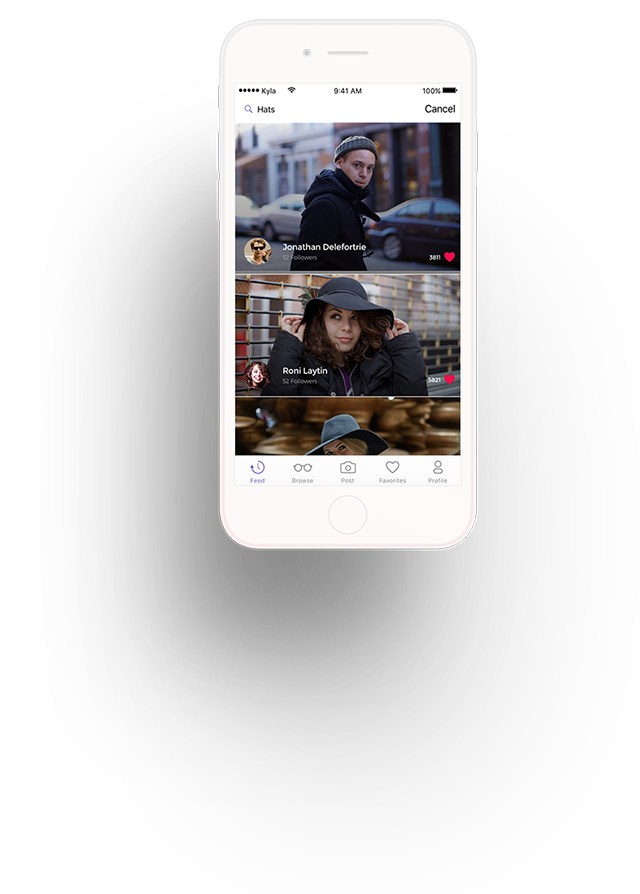 Kyla 9:41 AM 100%
Hats Cancel
Jonathan Delefortrie
52 Followers
3811
Roni Laytin
52 Followers
5821
Feed Browse Post Favorites Profile